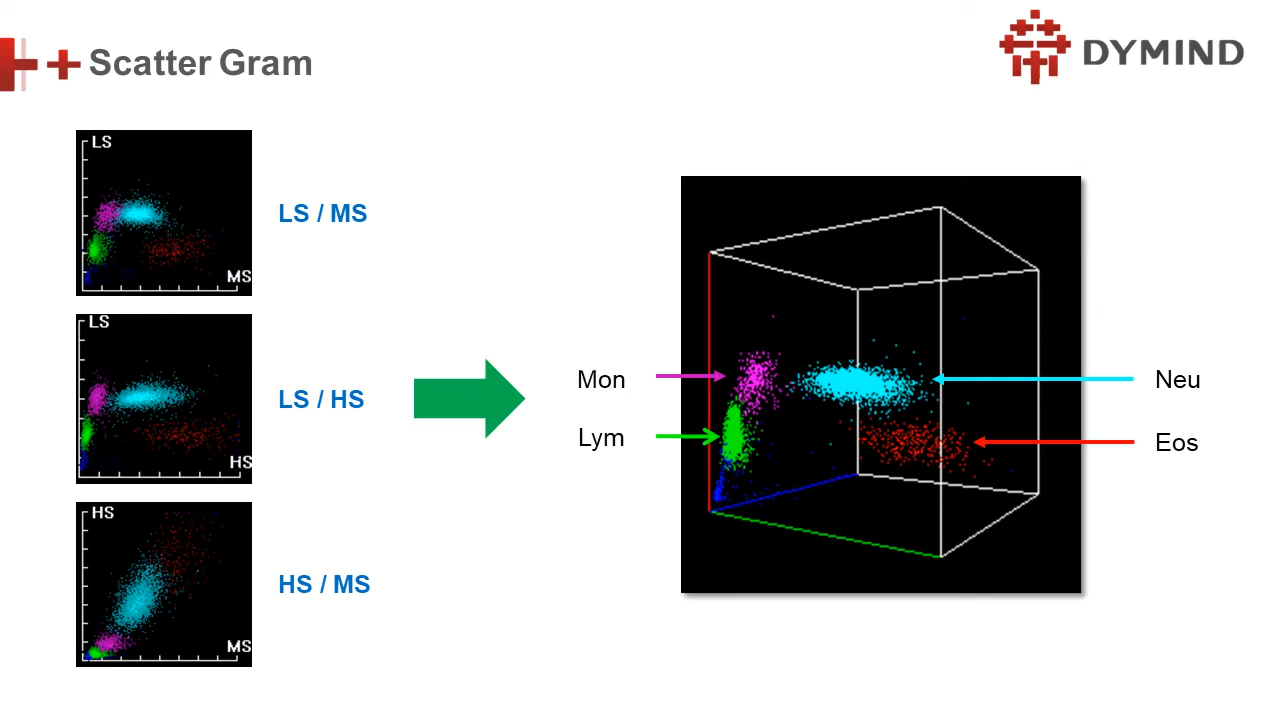 Scatter Gram
DYMIND
LS
MS
LS / MS
LS
HS
LS / HS
HS
MS
HS / MS
Mon
Lym
Neu
Eos